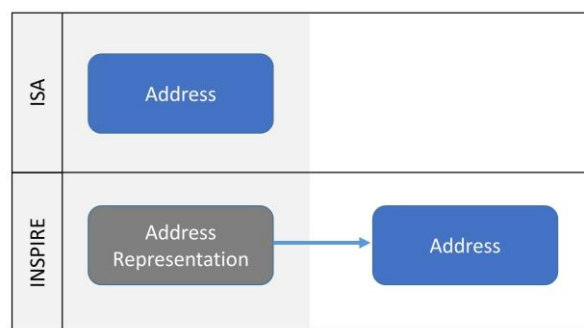 ISA
Address
INSPIRE
Address
Representation
Address